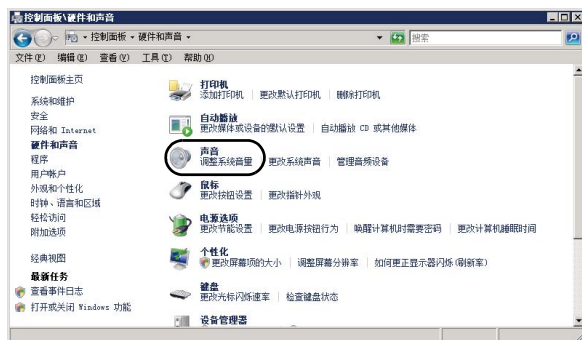 控制面板\硬件和声音
控制面板 硬件和声音 搜索
文件(F) 编辑(E) 查看(V) 工具(T) 帮助(H)
控制面板主页
系统和维护
安全
网络和 Internet
硬件和声音
程序
用户帐户
外观和个性化
时钟、语言和区域
轻松访问
附加选项
经典视图
最新任务
查看事件日志
打开或关闭 Windows 功能
打印机
添加打印机 更改默认打印机 删除打印机
自动播放
更改媒体或设备的默认设置 自动播放 CD 或其他媒体
声音
调整系统音量 更改系统声音 管理音频设备
鼠标
更改按钮设置 更改指针外观
电源选项
更改节能设置 更改电源按钮行为 唤醒计算机时需要密码 更改计算机睡眠时间
个性化
更改屏幕项的大小 调整屏幕分辨率 如何更正显示器闪烁(刷新率)
键盘
更改光标闪烁速率 检查键盘状态
设备管理器